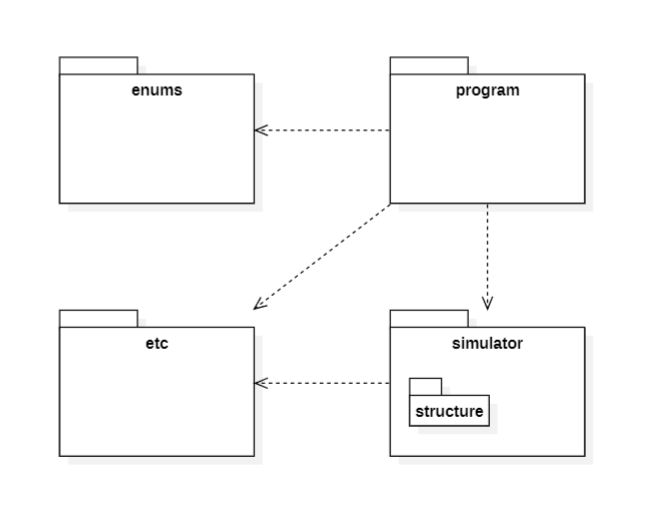 enums
program
etc
simulator
structure